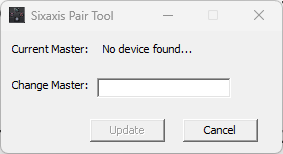 Sixaxis Pair Tool
Current Master: No device found...
Change Master:
Update Cancel